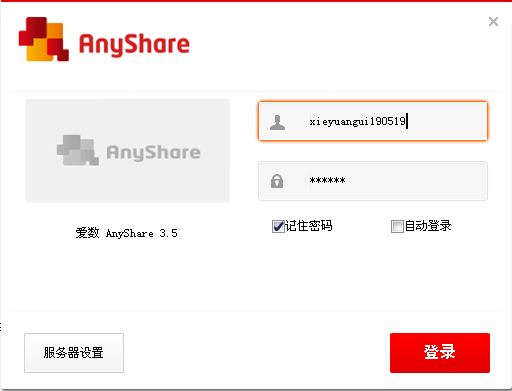 AnyShare
xieyuangui190519
AnyShare
******
爱数 AnyShare 3.5
记住密码 自动登录
服务器设置 登录